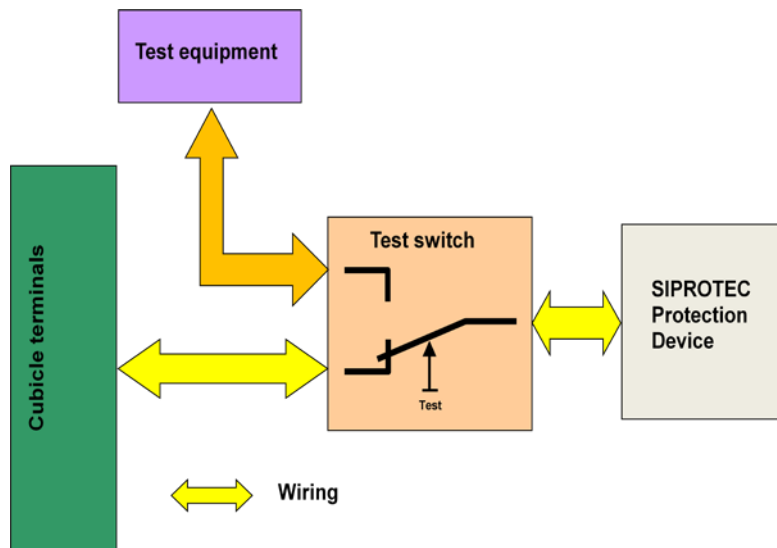 Test equipment
Cubicle terminals
Test switch
Test
SIPROTEC
Protection
Device
Wiring